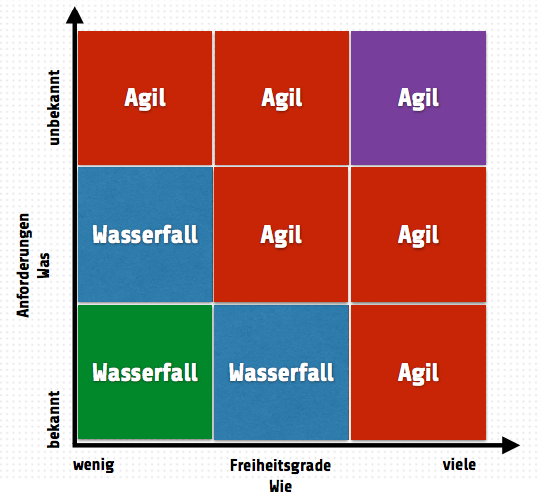 unbekannt
Agil
Agil
Agil
Anforderungen
Was
Wasserfall
Agil
Agil
bekannt
Wasserfall
Wasserfall
Agil
wenig
Freiheitsgrade
viele
Wie